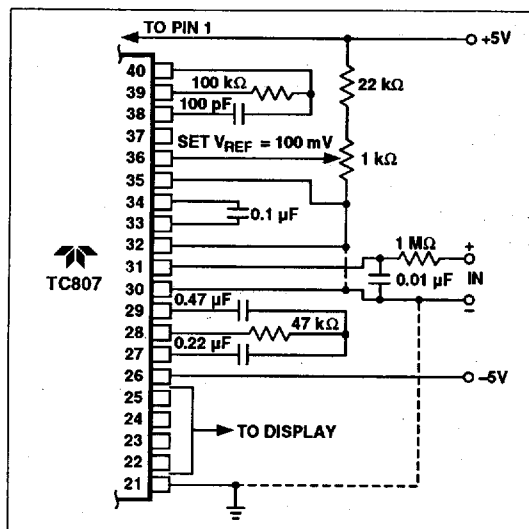 TO PIN 1
+5V
40
39
100 kΩ
22 kΩ
38
100 pF
37
36
SET VREF = 100 mV
1 kΩ
35
34
0.1 µF
33
32
+
1 MΩ
31
IN
0.01 µF
TC807
30
–
29
0.47 µF
28
47 kΩ
27
0.22 µF
26
–5V
25
24
TO DISPLAY
23
22
21